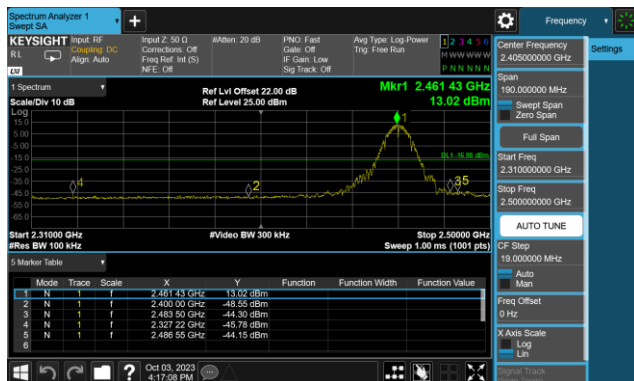 Spectrum Analyzer 1
Swept SA
Frequency
KEYSIGHT
RL
Input: RF
Coupling: DC
Align: Auto
Input Z: 50 Ω
Corrections: Off
Freq Ref: Int (S)
NFE: Off
#Atten: 20 dB
PNO: Fast
Gate: Off
IF Gain: Low
Sig Track: Off
Avg Type: Log-Power
Trig: Free Run
1 2 3 4 5 6
M W W W W W
P N N N N N
LXI
1 Spectrum
Scale/Div 10 dB
Ref Lvl Offset 22.00 dB
Ref Level 25.00 dBm
Mkr1 2.461 43 GHz
13.02 dBm
Log
15.0
5.00
-5.00
-15.0
-25.0
-35.0
-45.0
-55.0
-65.0
1
DL1 -16.98 dBm
4
2
3
5
Start 2.31000 GHz
#Res BW 100 kHz
#Video BW 300 kHz
Stop 2.50000 GHz
Sweep 1.00 ms (1001 pts)
5 Marker Table
Mode Trace Scale X Y Function Function Width Function Value
1 N 1 f 2.461 43 GHz 13.02 dBm
2 N 1 f 2.400 00 GHz -48.55 dBm
3 N 1 f 2.483 50 GHz -44.30 dBm
4 N 1 f 2.327 22 GHz -45.78 dBm
5 N 1 f 2.486 55 GHz -44.15 dBm
6
Oct 03, 2023
4:17:08 PM
Center Frequency
2.405000000 GHz
Settings
Span
190.000000 MHz
Swept Span
Zero Span
Full Span
Start Freq
2.310000000 GHz
Stop Freq
2.500000000 GHz
AUTO TUNE
CF Step
19.000000 MHz
Auto
Man
Freq Offset
0 Hz
X Axis Scale
Log
Lin
Signal Track